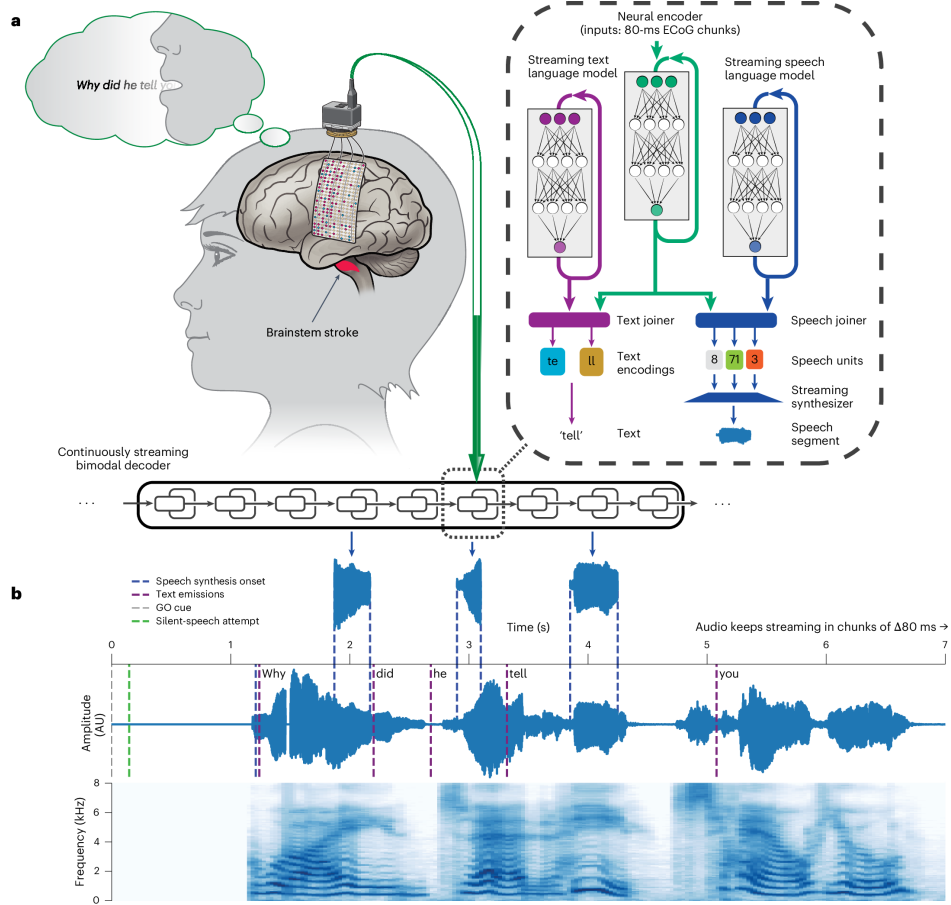 a
Why did he tell yo
Neural encoder
(inputs: 80-ms ECoG chunks)
Streaming text
language model
Streaming speech
language model
Brainstem stroke
Text joiner
Speech joiner
te
ll
Text
encodings
8
71
3
Speech units
Streaming
synthesizer
'tell'
Text
Speech
segment
Continuously streaming
bimodal decoder
. . .
. . .
b
Speech synthesis onset
Text emissions
GO cue
Silent-speech attempt
Time (s)
Audio keeps streaming in chunks of Δ80 ms →
0 1 2 3 4 5 6 7
Why did he tell you
Amplitude
(AU)
Frequency (kHz)
8
6
4
2
0